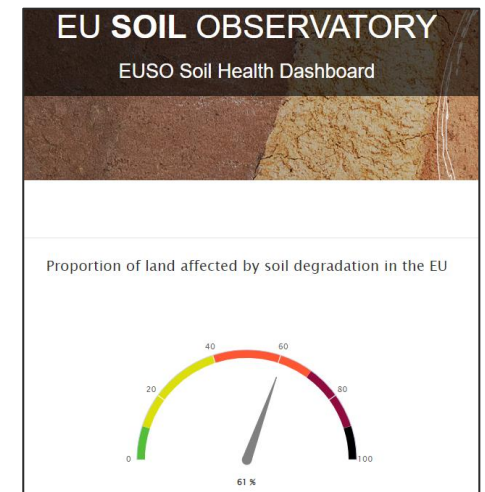 EU SOIL OBSERVATORY
EUSO Soil Health Dashboard
Proportion of land affected by soil degradation in the EU
40
60
20
80
0
100
61 %